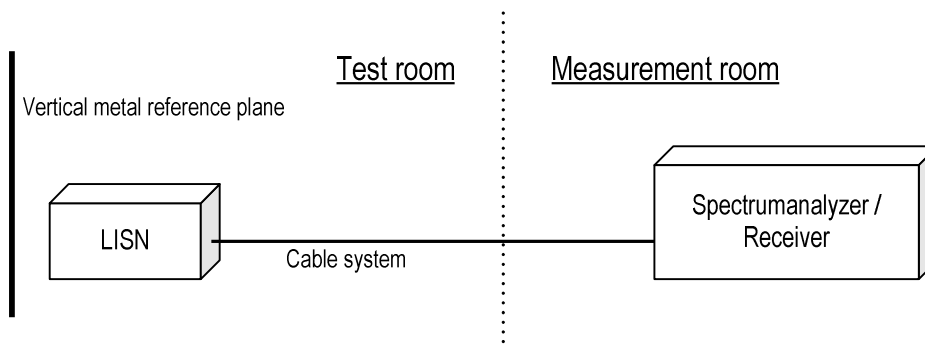 Test room
Measurement room
Vertical metal reference plane
LISN
Cable system
Spectrumanalyzer /
Receiver